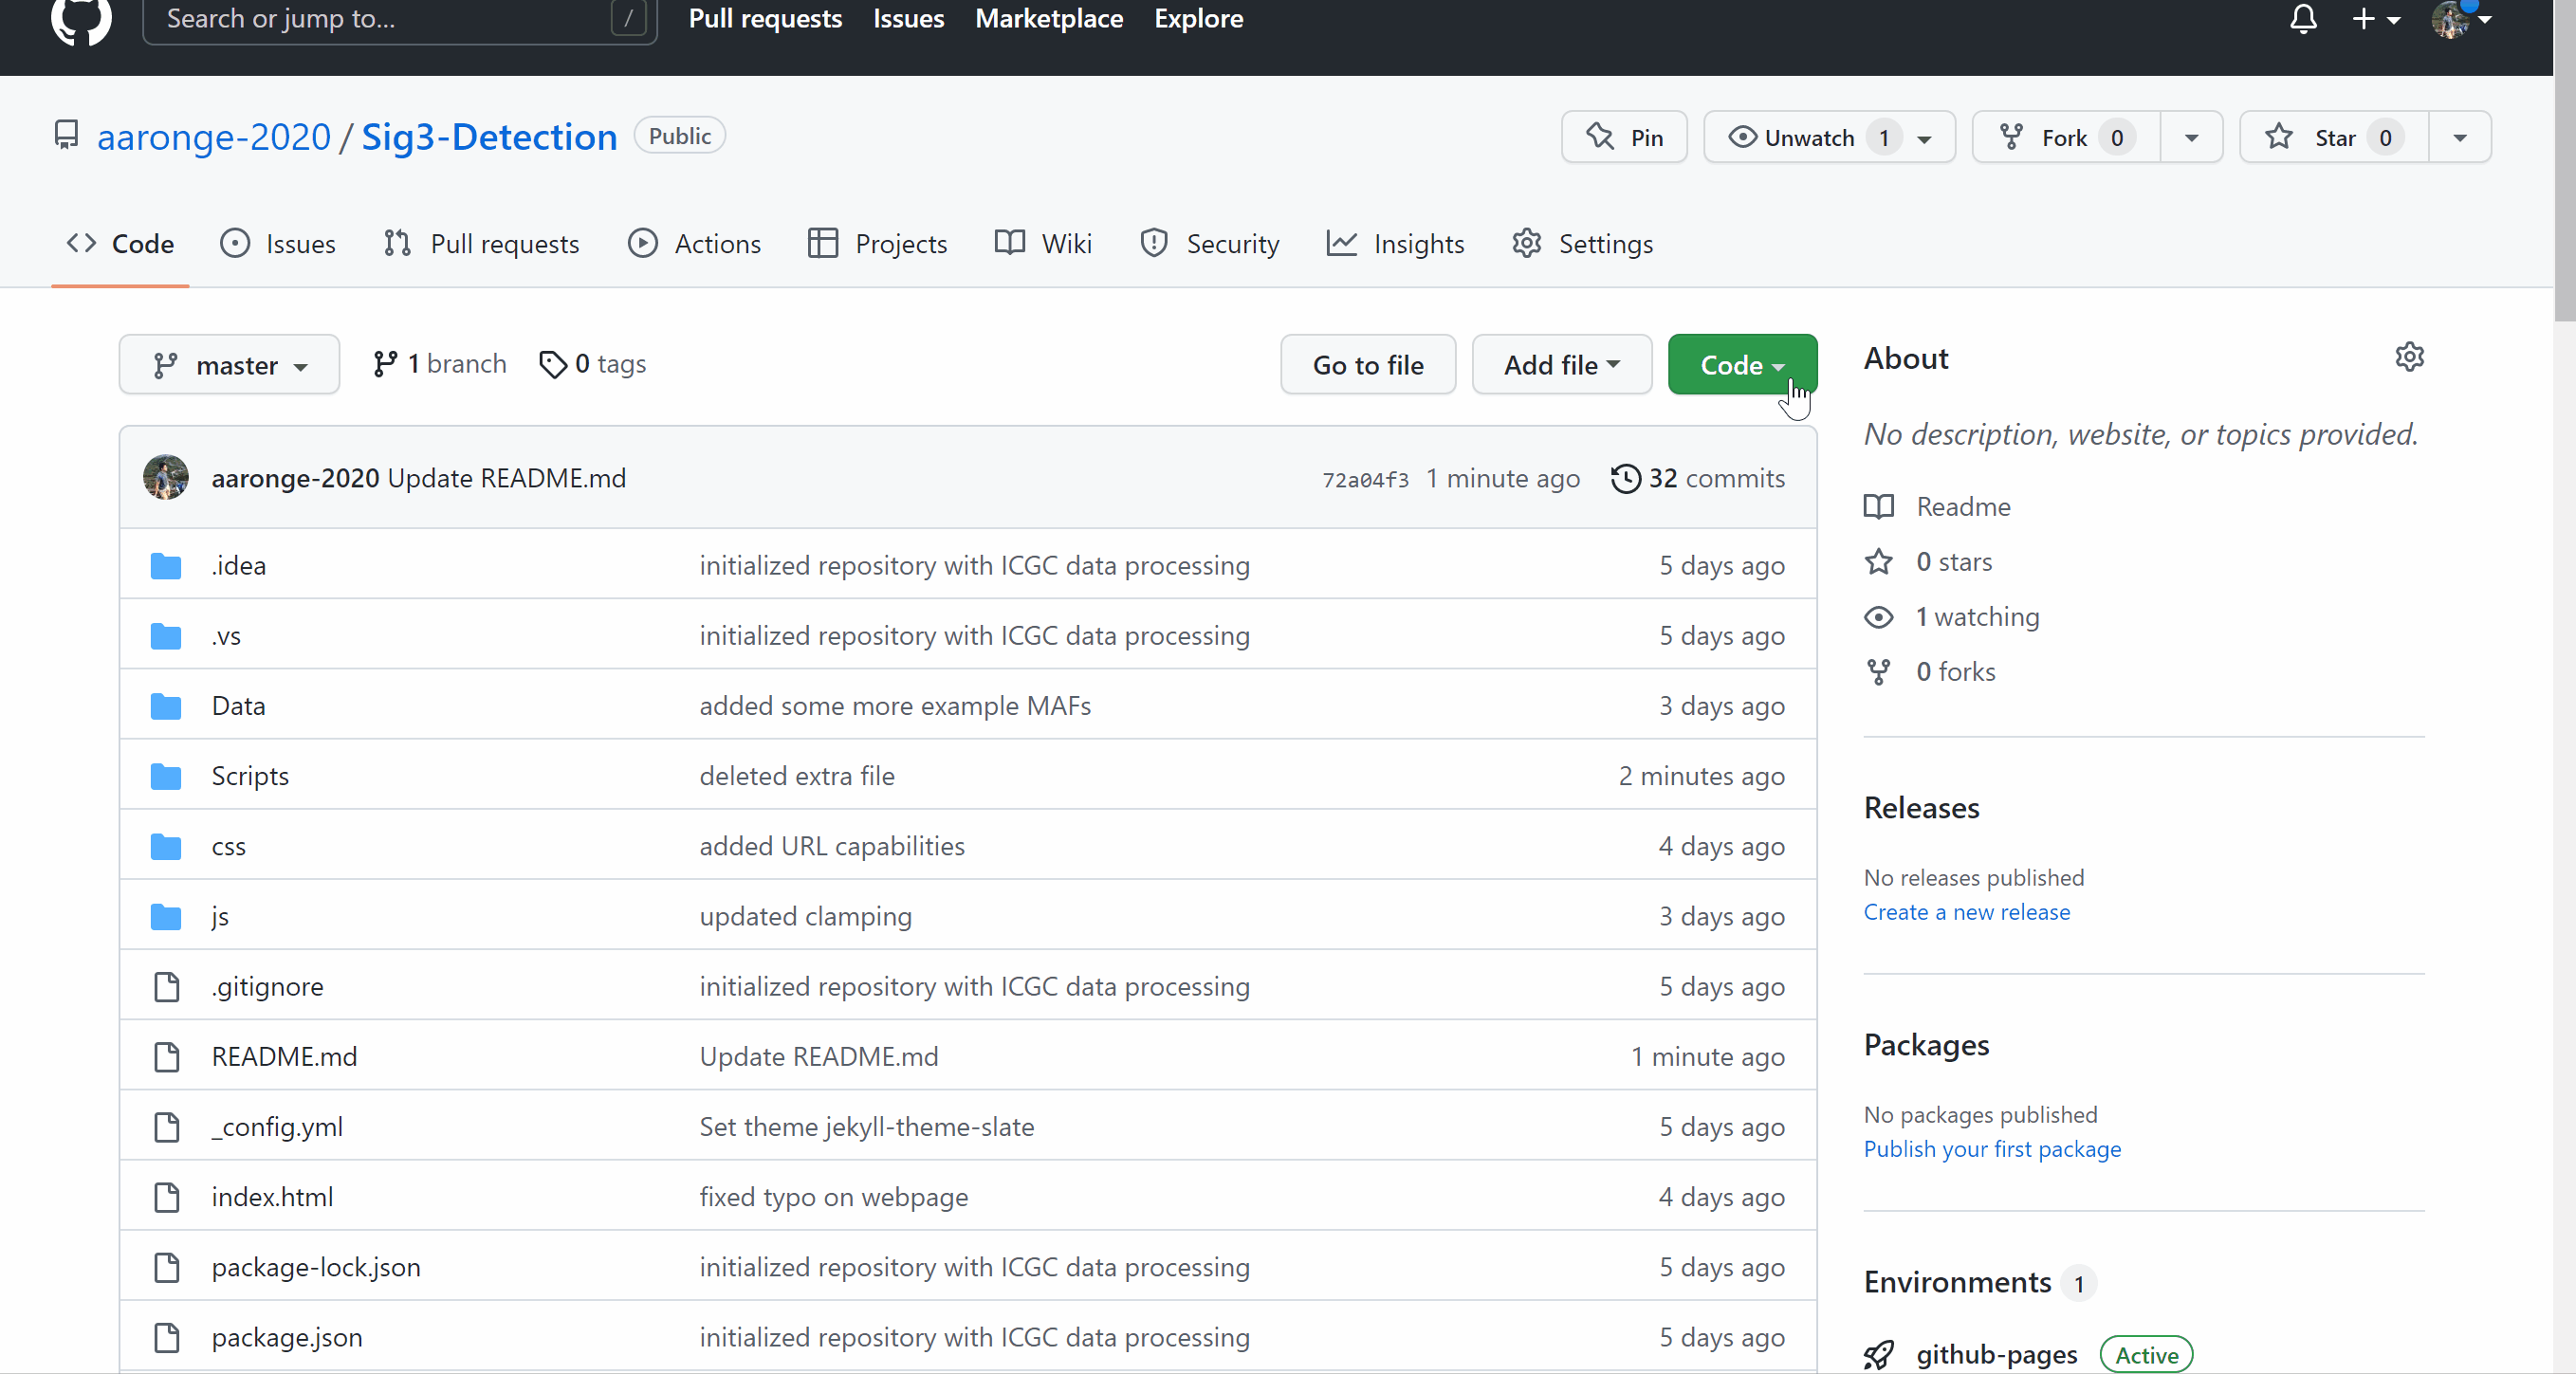 Search or jump to... /
Pull requests Issues Marketplace Explore
aaronge-2020 / Sig3-Detection Public
Pin Unwatch 1 Fork 0 Star 0
Code Issues Pull requests Actions Projects Wiki Security Insights Settings
master 1 branch 0 tags
Go to file Add file Code
aaronge-2020 Update README.md 72a04f3 1 minute ago 32 commits
.idea initialized repository with ICGC data processing 5 days ago
.vs initialized repository with ICGC data processing 5 days ago
Data added some more example MAFs 3 days ago
Scripts deleted extra file 2 minutes ago
css added URL capabilities 4 days ago
js updated clamping 3 days ago
.gitignore initialized repository with ICGC data processing 5 days ago
README.md Update README.md 1 minute ago
_config.yml Set theme jekyll-theme-slate 5 days ago
index.html fixed typo on webpage 4 days ago
package-lock.json initialized repository with ICGC data processing 5 days ago
package.json initialized repository with ICGC data processing 5 days ago
About
No description, website, or topics provided.
Readme
0 stars
1 watching
0 forks
Releases
No releases published
Create a new release
Packages
No packages published
Publish your first package
Environments 1
github-pages Active